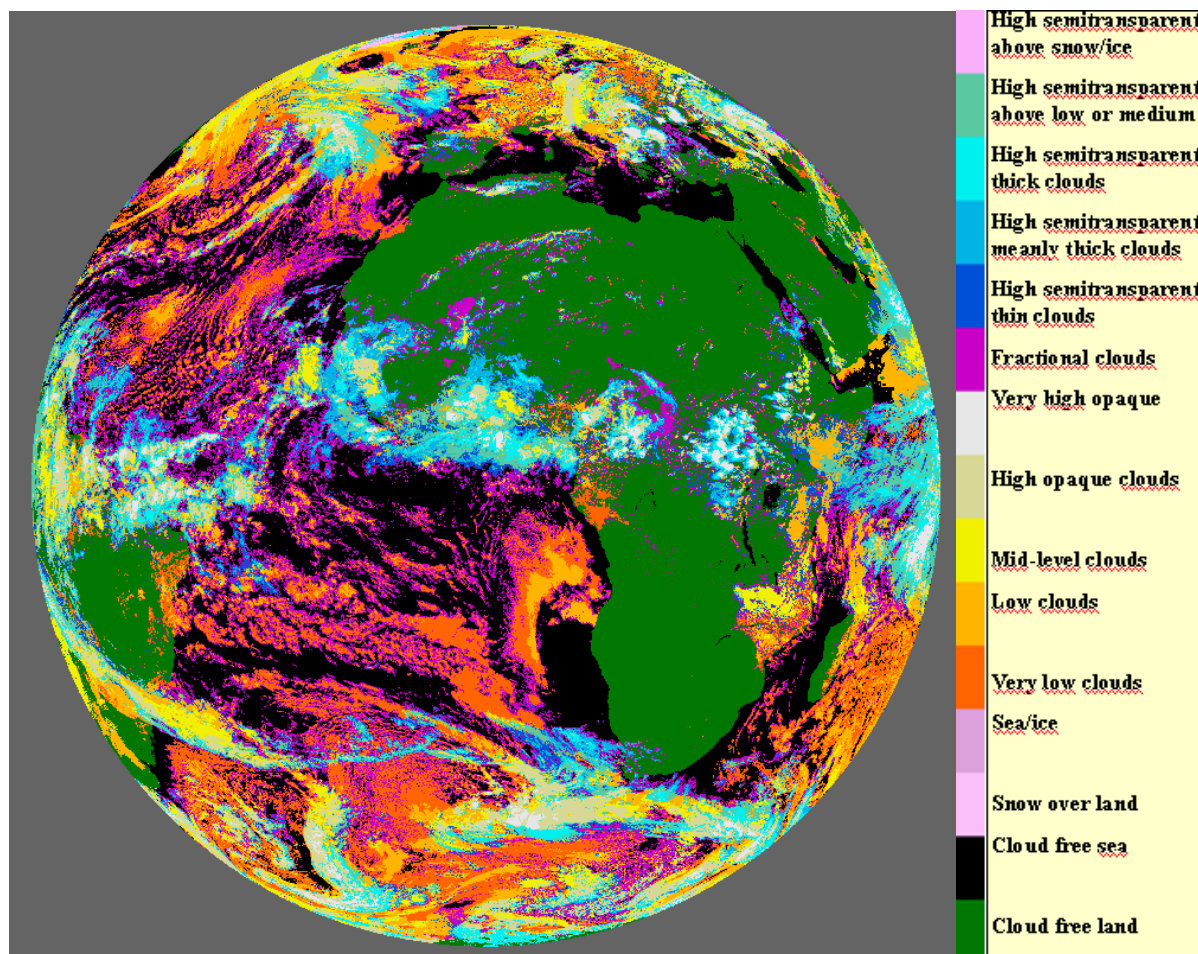 High semitransparent
above snow/ice
High semitransparent
above low or medium
High semitransparent
thick clouds
High semitransparent
meanly thick clouds
High semitransparent
thin clouds
Fractional clouds
Very high opaque
High opaque clouds
Mid-level clouds
Low clouds
Very low clouds
Sea/ice
Snow over land
Cloud free sea
Cloud free land